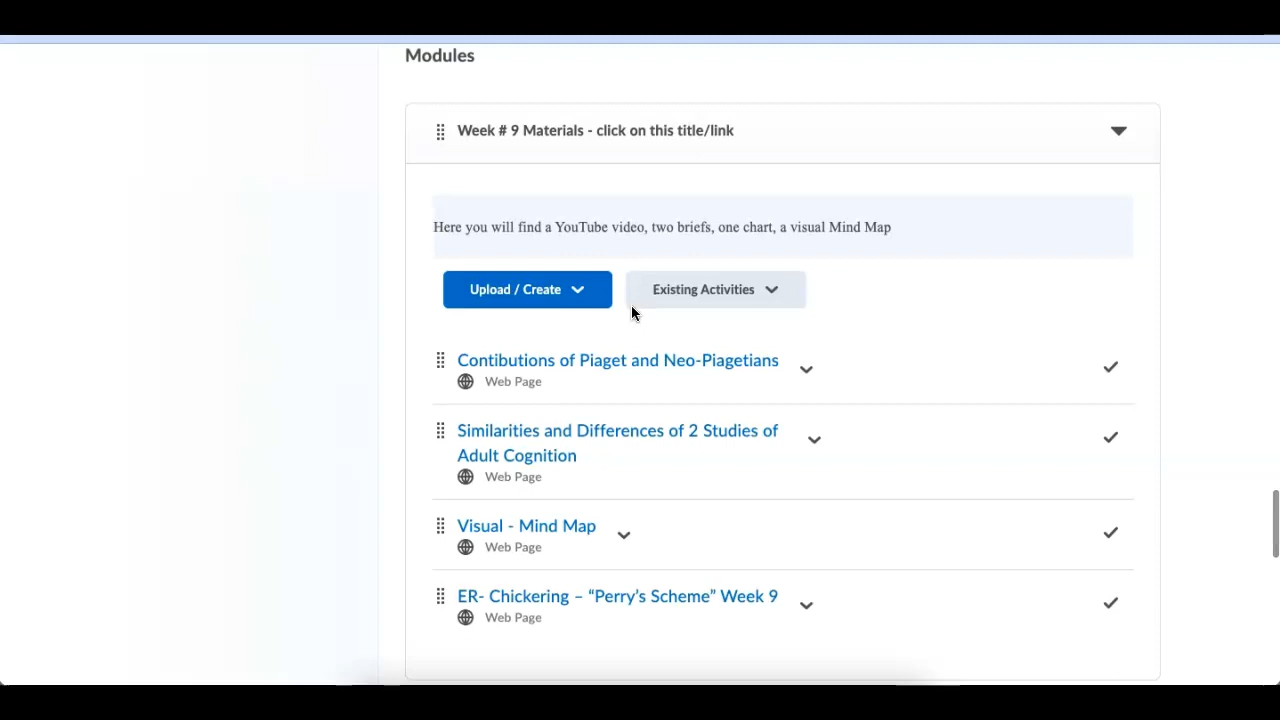 Modules
Week # 9 Materials - click on this title/link
Here you will find a YouTube video, two briefs, one chart, a visual Mind Map
Upload / Create
Existing Activities
Contibutions of Piaget and Neo-Piagetians
Web Page
Similarities and Differences of 2 Studies of
Adult Cognition
Web Page
Visual - Mind Map
Web Page
ER- Chickering – “Perry’s Scheme” Week 9
Web Page